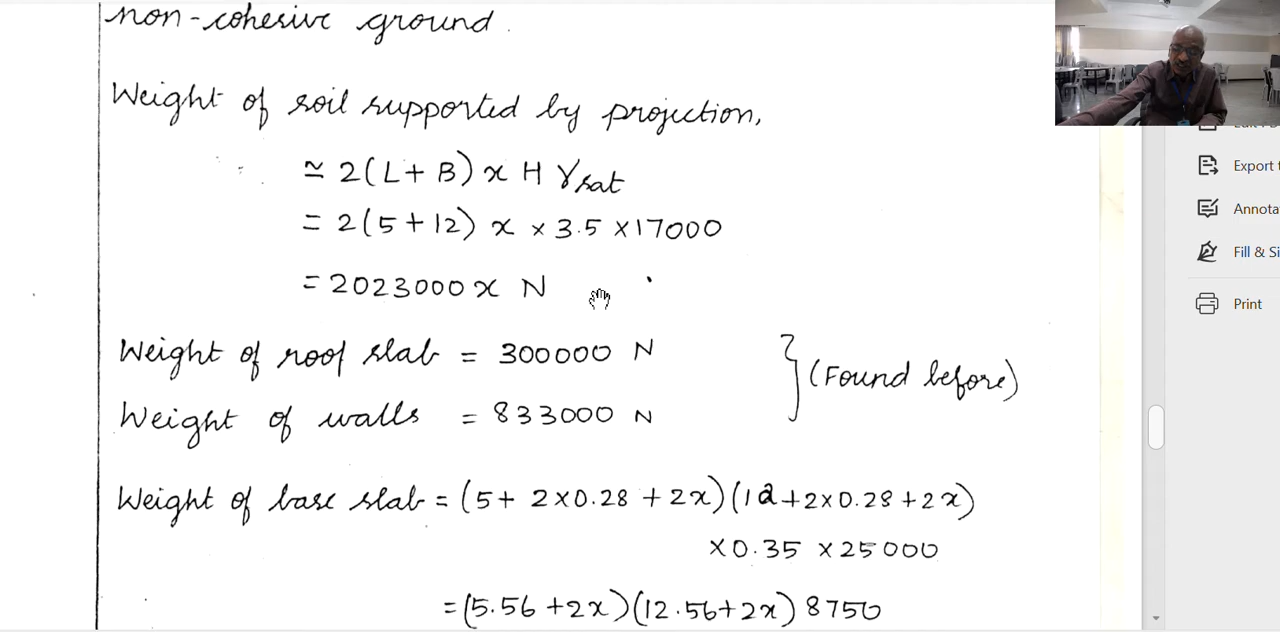 non-cohesive ground.
Weight of soil supported by projection,
≃ 2(L+B)x H γsat
= 2(5+12) x × 3.5 × 17000
= 2023000 x N
Weight of roof slab = 300000 N
Weight of walls = 833000 N
} (Found before)
Weight of base slab = (5+ 2×0.28 +2x)(12+2×0.28+2x)
×0.35 ×25000
=(5.56+2x)(12.56+2x) 8750
Export t
Annota
Fill & Si
Print